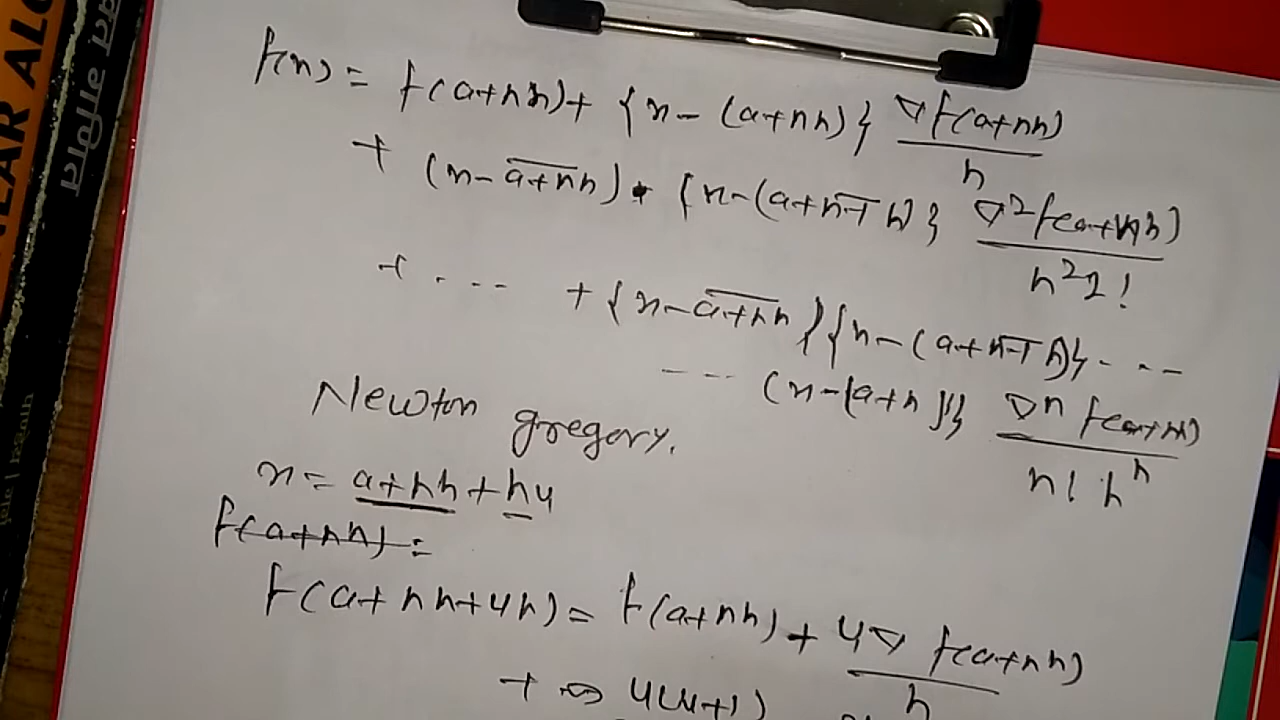 f(x) = f(a+nh) + {x - (a+nh)} ∇f(a+nh) / h
+ (x - a+nh) • {x - (a+n-1 h)} ∇² f(a+nh) / h² 2!
+ . . . . + {x - a+nh} {x - (a+n-1 h)} . . . .
--- (x - (a+h)} ∇n f(a+nh) / n! hⁿ
Newton gregory.
x = a+nh + hu
f(a+nh) =
f(a+nh+uh) = f(a+nh) + u∇ f(a+nh) / h
+ u(u+1)